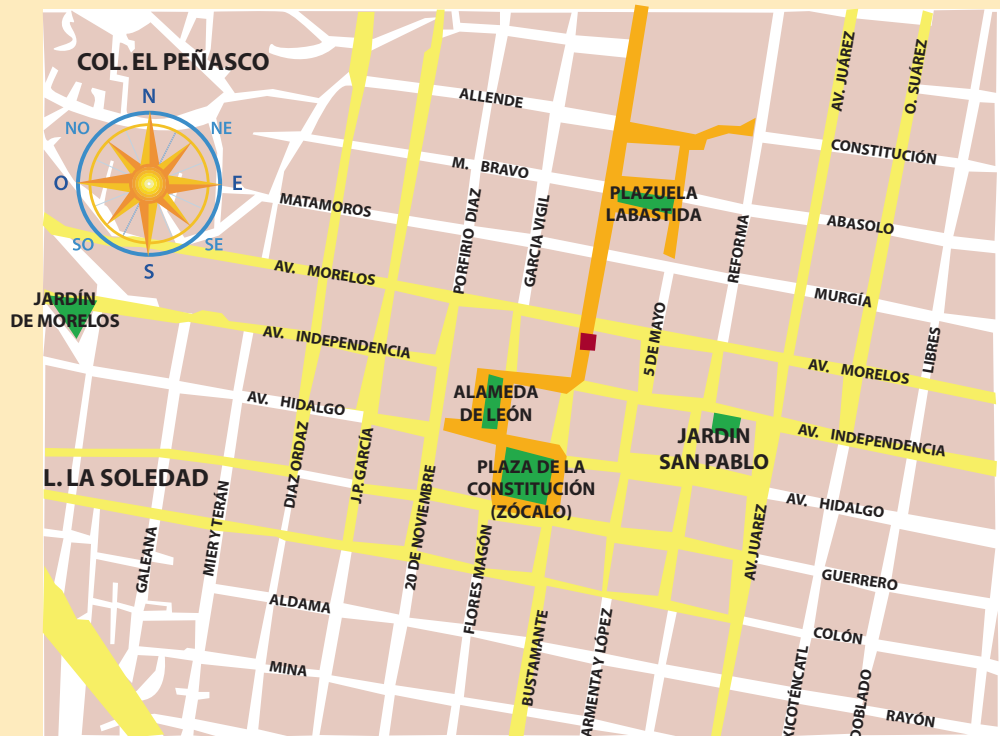 COL. EL PEÑASCO
N
NO
NE
O
E
SO
SE
S
ALLENDE
M. BRAVO
MATAMOROS
AV. MORELOS
JARDÍN
DE MORELOS
AV. INDEPENDENCIA
AV. HIDALGO
PORFIRIO DIAZ
GARCIA VIGIL
PLAZUELA
LABASTIDA
REFORMA
5 DE MAYO
AV. JUÁREZ
O. SUÁREZ
CONSTITUCIÓN
ABASOLO
MURGÍA
LIBRES
AV. MORELOS
AV. INDEPENDENCIA
ALAMEDA
DE LEÓN
JARDIN
SAN PABLO
PLAZA DE LA
CONSTITUCIÓN
(ZÓCALO)
L. LA SOLEDAD
DIAZ ORDAZ
J.P. GARCÍA
20 DE NOVIEMBRE
FLORES MAGÓN
GALEANA
MIER Y TERÁN
ALDAMA
MINA
BUSTAMANTE
ARMENTA Y LÓPEZ
AV. JUAREZ
AV. HIDALGO
GUERRERO
COLÓN
XICOTÉNCATL
DOBLADO
RAYÓN